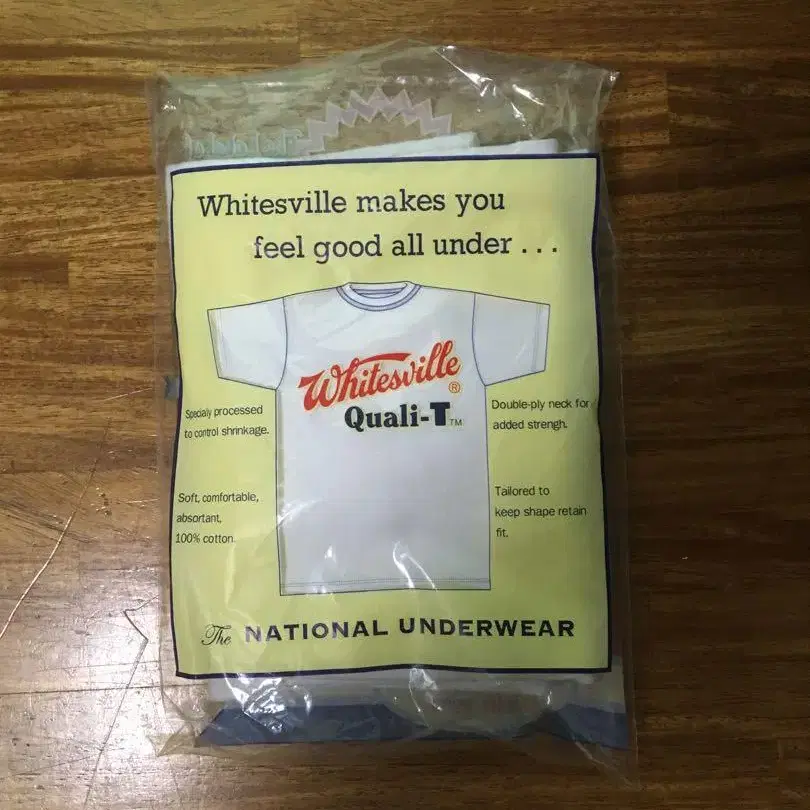 Whitesville makes you
feel good all under . . .
Whitesville ®
Quali-T TM
Specialy processed
to control shrinkage.
Double-ply neck for
added strengh.
Soft, comfortable,
absortant,
100% cotton.
Tailored to
keep shape retain
fit.
The NATIONAL UNDERWEAR